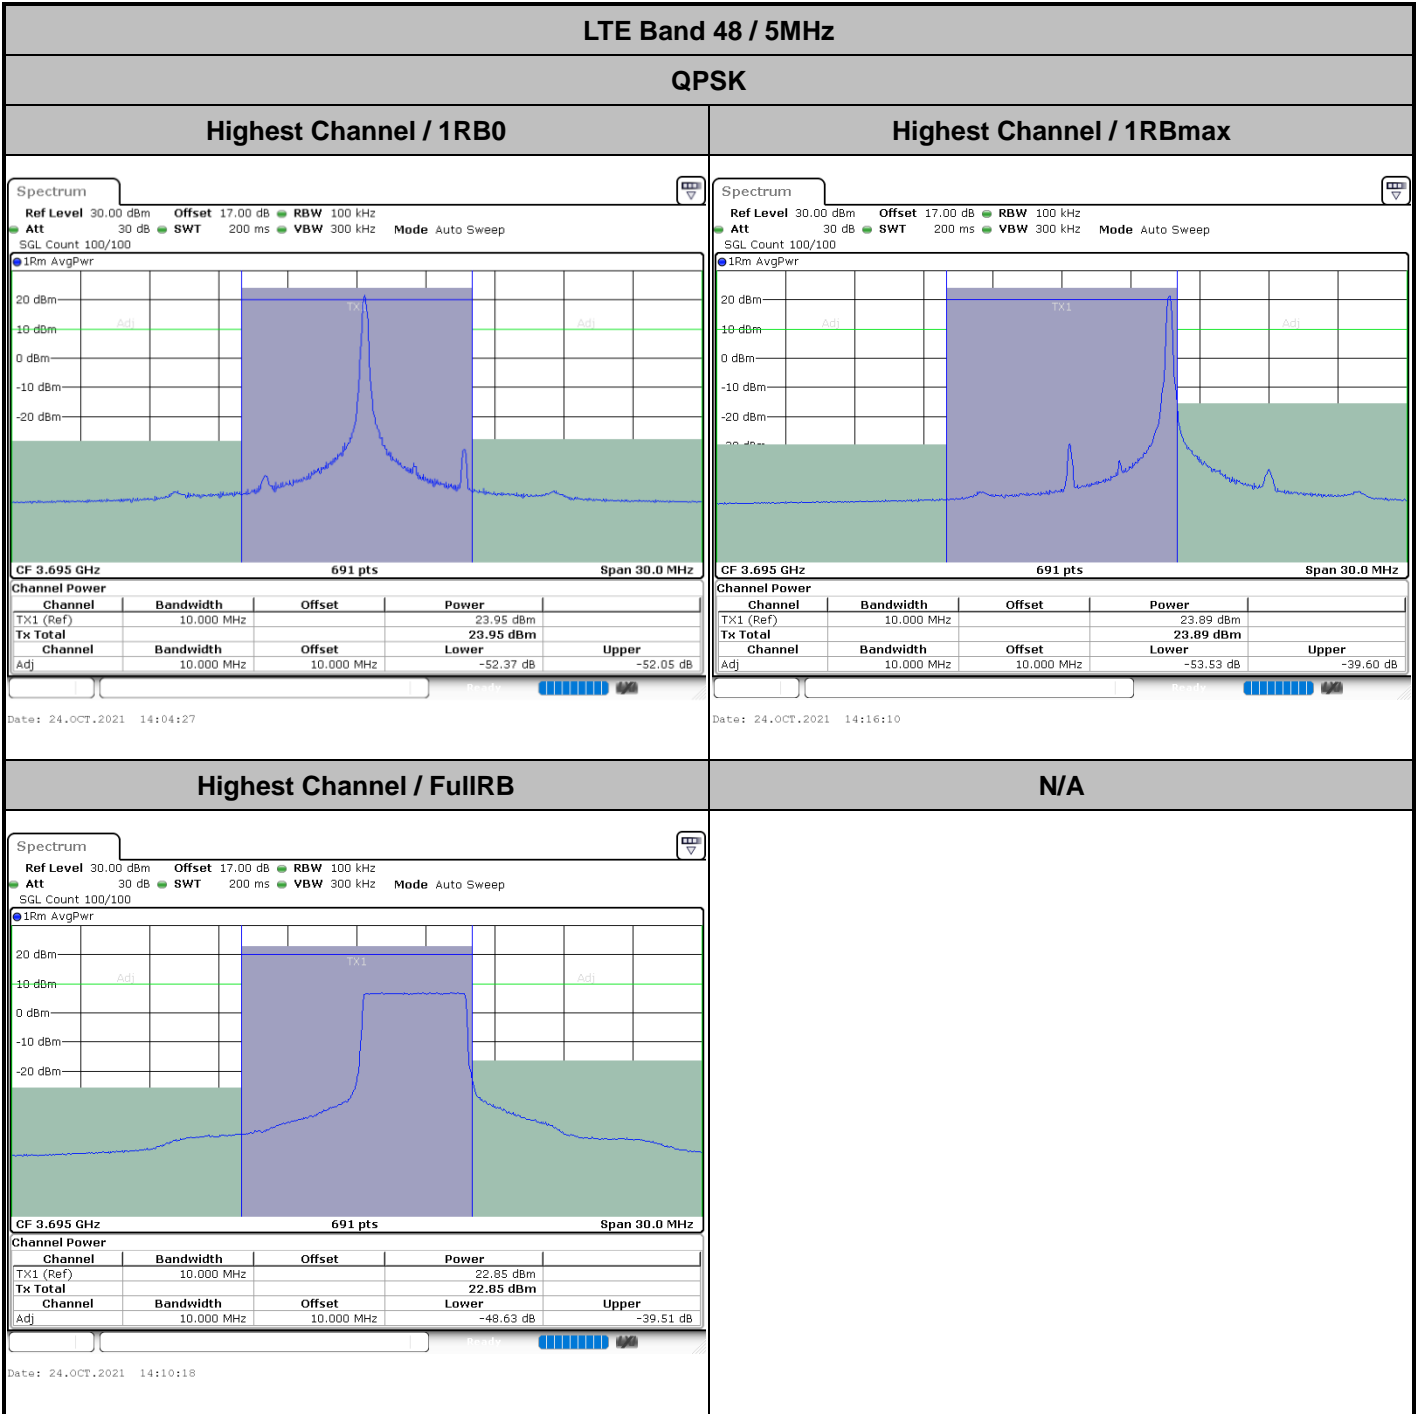 LTE Band 48 / 5MHz
QPSK
Highest Channel / 1RB0
Highest Channel / 1RBmax
Spectrum
Ref Level 30.00 dBm Offset 17.00 dB RBW 100 kHz
Att 30 dB SWT 200 ms VBW 300 kHz Mode Auto Sweep
SGL Count 100/100
1Rm AvgPwr
20 dBm
10 dBm
0 dBm
-10 dBm
-20 dBm
Adj
Adj
CF 3.695 GHz 691 pts Span 30.0 MHz
Channel Power
Channel Bandwidth Offset Power
TX1 (Ref) 10.000 MHz 23.95 dBm
Tx Total 23.95 dBm
Channel Bandwidth Offset Lower Upper
Adj 10.000 MHz 10.000 MHz -52.37 dB -52.05 dB
Ready
Date: 24.OCT.2021 14:04:27
Spectrum
Ref Level 30.00 dBm Offset 17.00 dB RBW 100 kHz
Att 30 dB SWT 200 ms VBW 300 kHz Mode Auto Sweep
SGL Count 100/100
1Rm AvgPwr
20 dBm
10 dBm
0 dBm
-10 dBm
-20 dBm
Adj
TX1
Adj
CF 3.695 GHz 691 pts Span 30.0 MHz
Channel Power
Channel Bandwidth Offset Power
TX1 (Ref) 10.000 MHz 23.89 dBm
Tx Total 23.89 dBm
Channel Bandwidth Offset Lower Upper
Adj 10.000 MHz 10.000 MHz -53.53 dB -39.60 dB
Ready
Date: 24.OCT.2021 14:16:10
Highest Channel / FullRB
N/A
Spectrum
Ref Level 30.00 dBm Offset 17.00 dB RBW 100 kHz
Att 30 dB SWT 200 ms VBW 300 kHz Mode Auto Sweep
SGL Count 100/100
1Rm AvgPwr
20 dBm
10 dBm
0 dBm
-10 dBm
-20 dBm
Adj
TX1
Adj
CF 3.695 GHz 691 pts Span 30.0 MHz
Channel Power
Channel Bandwidth Offset Power
TX1 (Ref) 10.000 MHz 22.85 dBm
Tx Total 22.85 dBm
Channel Bandwidth Offset Lower Upper
Adj 10.000 MHz 10.000 MHz -48.63 dB -39.51 dB
Ready
Date: 24.OCT.2021 14:10:18